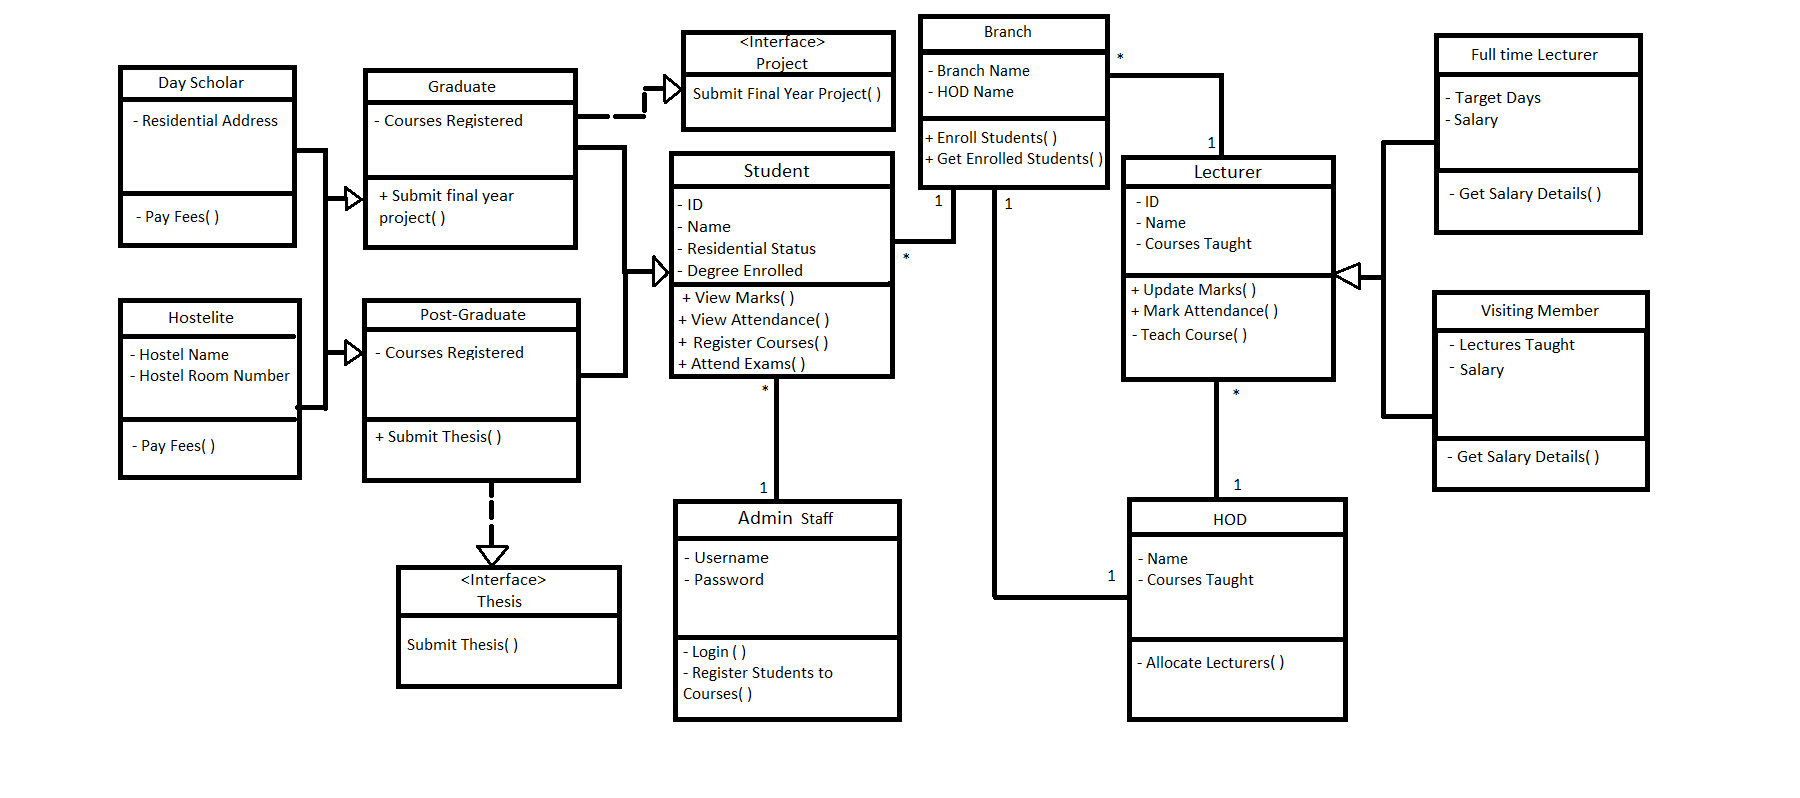 Day Scholar
- Residential Address
- Pay Fees( )
Hostelite
- Hostel Name
- Hostel Room Number
- Pay Fees( )
Graduate
- Courses Registered
+ Submit final year
project( )
Post-Graduate
- Courses Registered
+ Submit Thesis( )
<Interface>
Thesis
Submit Thesis( )
<Interface>
Project
Submit Final Year Project( )
Student
- ID
- Name
- Residential Status
- Degree Enrolled
+ View Marks( )
+ View Attendance( )
+ Register Courses( )
+ Attend Exams( )
*
1
Admin Staff
- Username
- Password
- Login ( )
- Register Students to
Courses( )
Branch
- Branch Name
- HOD Name
+ Enroll Students( )
+ Get Enrolled Students( )
1
*
1
1
*
1
Lecturer
- ID
- Name
- Courses Taught
+ Update Marks( )
+ Mark Attendance( )
- Teach Course( )
*
1
HOD
- Name
- Courses Taught
- Allocate Lecturers( )
Full time Lecturer
- Target Days
- Salary
- Get Salary Details( )
Visiting Member
- Lectures Taught
- Salary
- Get Salary Details( )